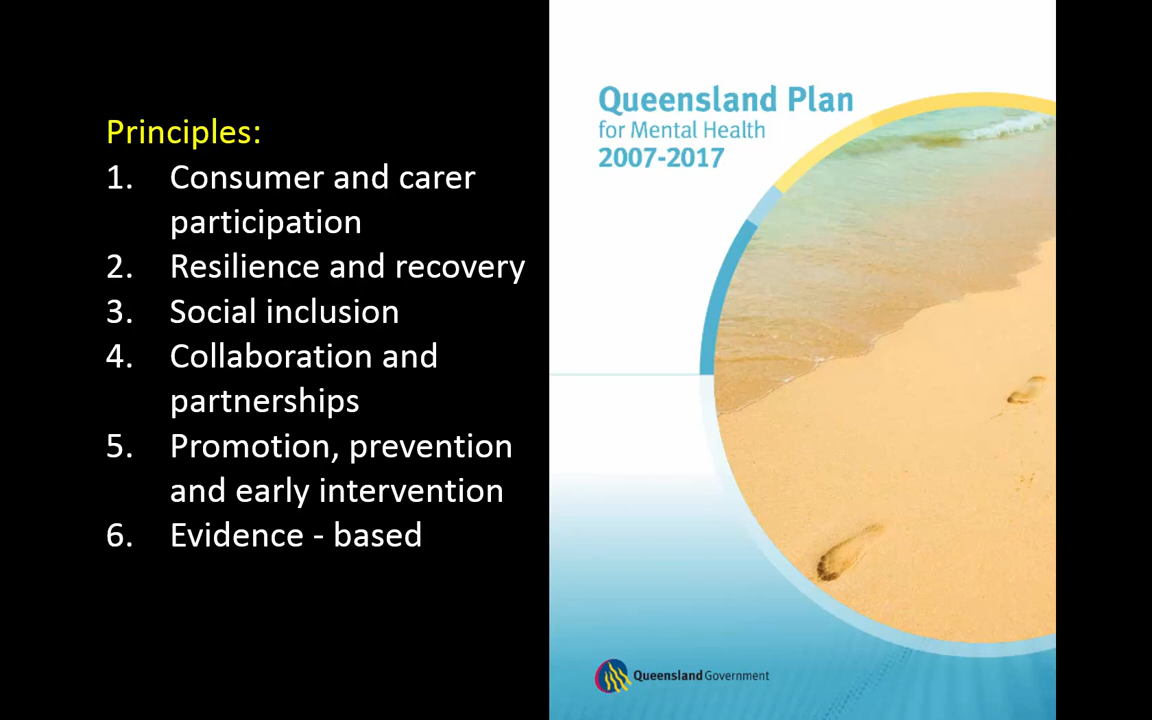 Principles:
1. Consumer and carer
participation
2. Resilience and recovery
3. Social inclusion
4. Collaboration and
partnerships
5. Promotion, prevention
and early intervention
6. Evidence - based
Queensland Plan
for Mental Health
2007-2017
Queensland Government